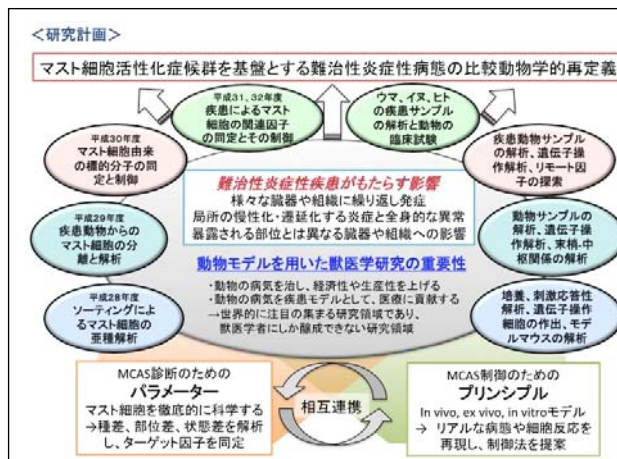 ＜研究計画＞
マスト細胞活性化症候群を基盤とする難治性炎症性病態の比較動物学的再定義
平成31、32年度
疾患によるマスト
細胞の関連因子
の同定とその制御
ウマ、イヌ、ヒト
の疾患サンプル
の解析と動物の
臨床試験
平成30年度
マスト細胞由来
の標的分子の同
定と制御
疾患動物サンプル
の解析、遺伝子操
作解析、リモート因
子の探索
難治性炎症性疾患がもたらす影響
様々な臓器や組織に繰り返し発症
局所の慢性化・遷延化する炎症と全身的な異常
暴露される部位とは異なる臓器や組織への影響
平成29年度
疾患動物からの
マスト細胞の分
離と解析
動物サンプルの
解析、遺伝子操
作解析、末梢-中
枢関係の解析
動物モデルを用いた獣医学研究の重要性
・動物の病気を治し、経済性や生産性を上げる
・動物の病気を疾患モデルとして、医療に貢献する
→世界的に注目の集まる研究領域であり、
獣医学者にしか醸成できない研究領域
平成28年度
ソーティングによ
るマスト細胞の
亜種解析
培養、刺激応答性
解析、遺伝子操作
細胞の作出、モデ
ルマウスの解析
MCAS診断のための
パラメーター
マスト細胞を徹底的に科学する
→種差、部位差、状態差を解析
し、ターゲット因子を同定
相互連携
MCAS制御のための
プリンシプル
In vivo, ex vivo, in vitroモデル
→ リアルな病態や細胞反応を
再現し、制御法を提案